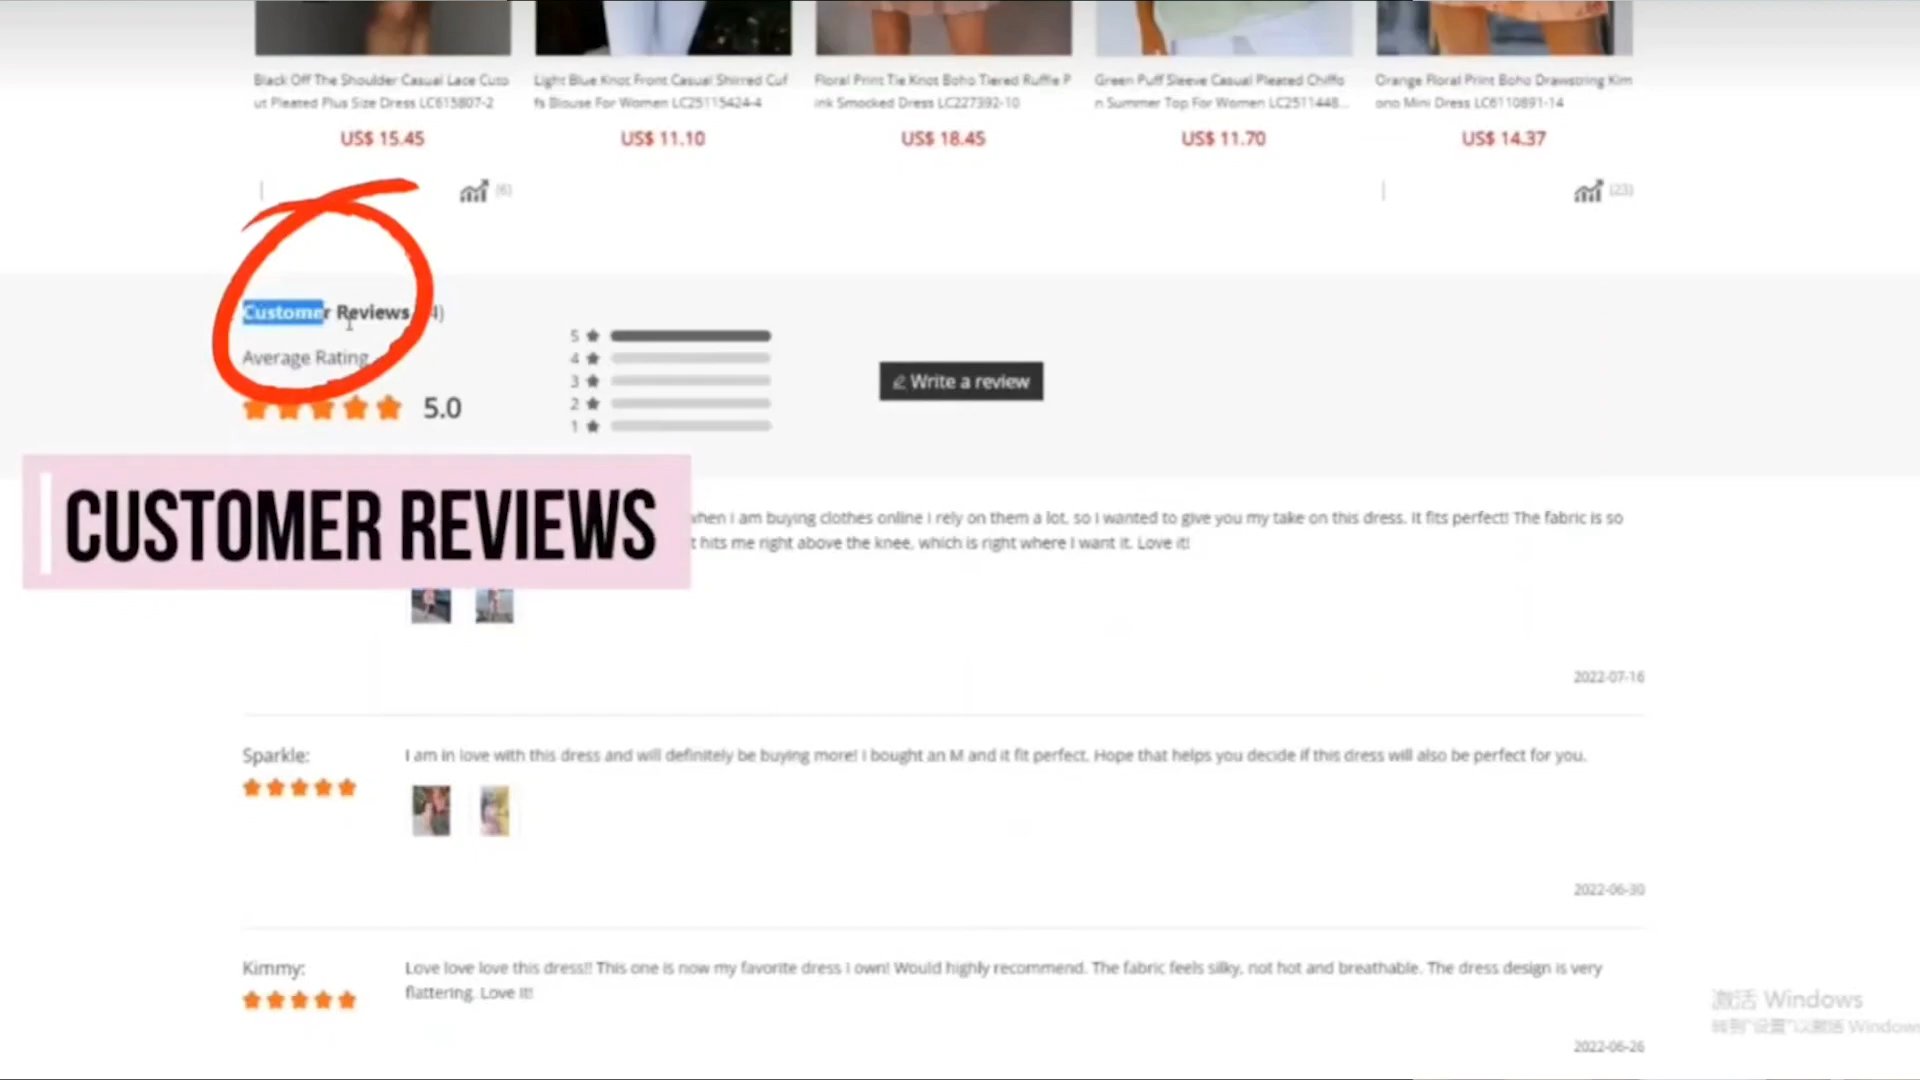 Black Off The Shoulder Casual Lace Cuto
ut Pleated Plus Size Dress LC615807-2
US$ 15.45
Light Blue Knot Front Casual Shirred Cuf
fs Blouse For Women LC25115424-4
US$ 11.10
Floral Print Tie Knot Boho Tiered Ruffle P
ink Smocked Dress LC227392-10
US$ 18.45
Green Puff Sleeve Casual Pleated Chiffo
n Summer Top For Women LC2511448...
US$ 11.70
Orange Floral Print Boho Drawstring Kim
ono Mini Dress LC6110891-14
US$ 14.37
(6)
(23)
Customer Reviews 4)
Average Rating
5.0
5
4
3
2
1
Write a review
CUSTOMER REVIEWS
when I am buying clothes online I rely on them a lot, so I wanted to give you my take on this dress. It fits perfect! The fabric is so
t hits me right above the knee, which is right where I want it. Love it!
2022-07-16
Sparkle:
I am in love with this dress and will definitely be buying more! I bought an M and it fit perfect. Hope that helps you decide if this dress will also be perfect for you.
2022-06-30
Kimmy:
Love love love this dress!! This one is now my favorite dress I own! Would highly recommend. The fabric feels silky, not hot and breathable. The dress design is very
flattering. Love it!
2022-06-26
激活 Windows
转到"设置"以激活 Windows